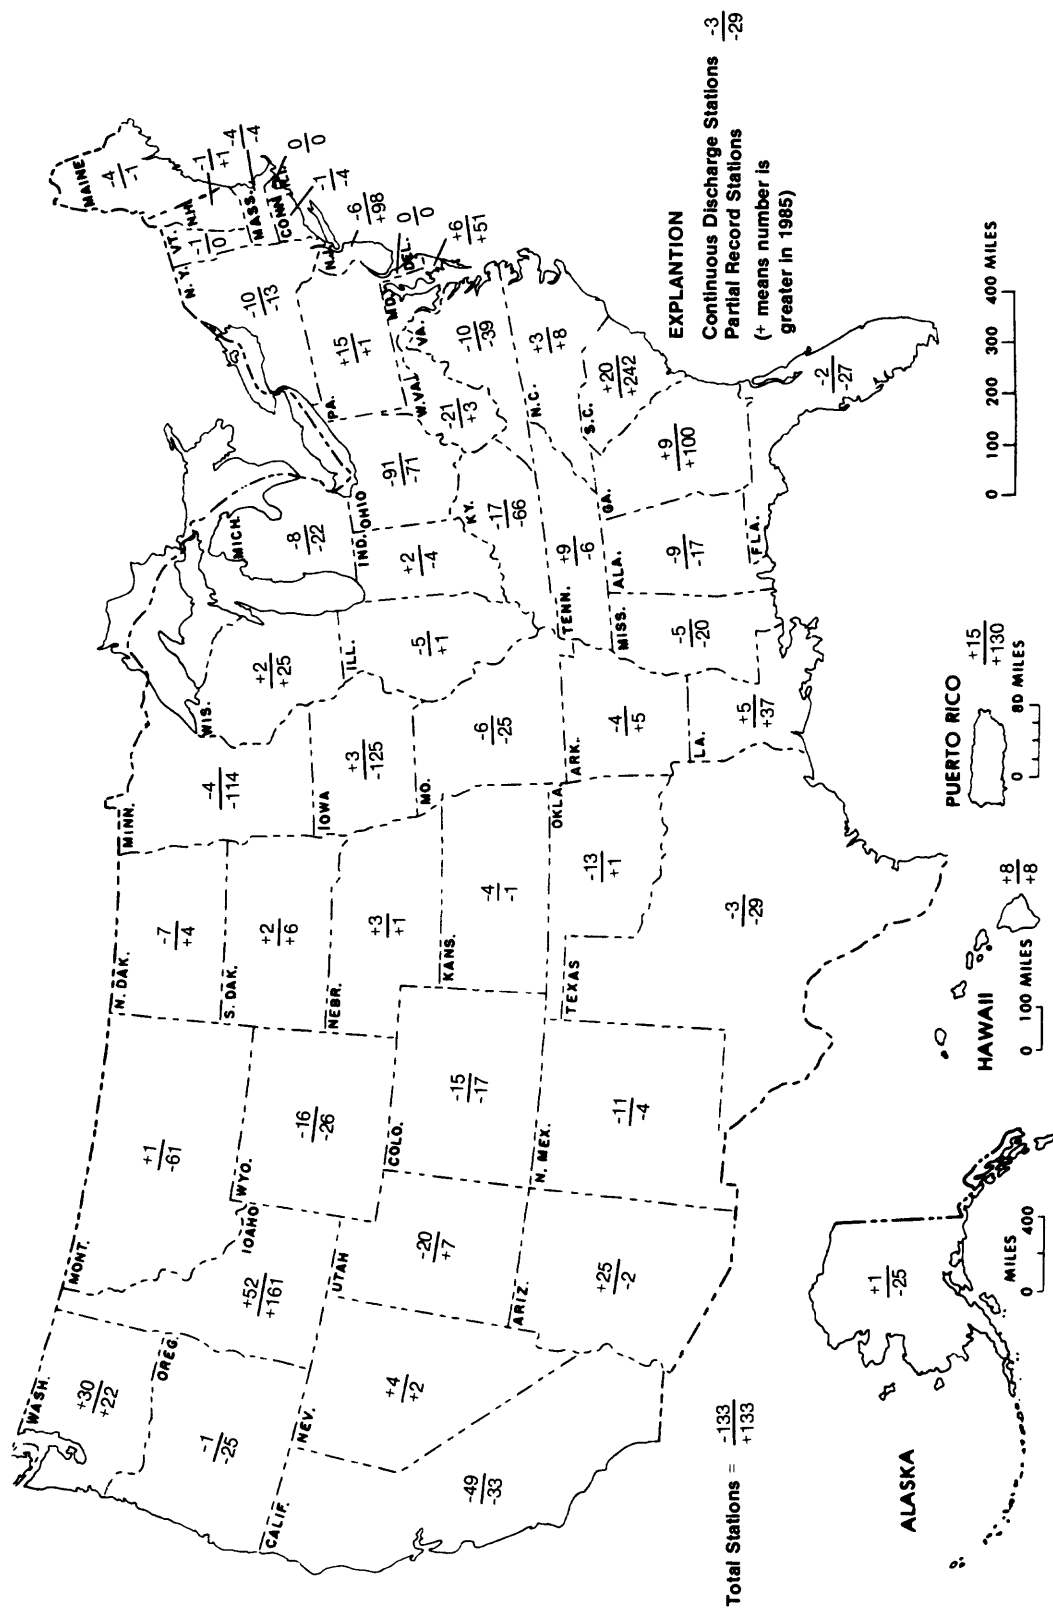 WASH.
+30
+22
OREG.
-1
-25
CALIF.
-49
-33
NEV.
+4
+2
IDAHO
+52
+161
MONT.
+1
-61
WYO.
-16
-26
UTAH
-20
+7
COLO.
-15
-17
ARIZ.
+25
-2
N. MEX.
-11
-4
N. DAK.
-7
+4
S. DAK.
+2
+6
NEBR.
+3
+1
KANS.
-4
-1
OKLA.
-13
+1
TEXAS
-3
-29
MINN.
-4
-114
IOWA
+3
-125
MO.
-6
-25
ARK.
-4
+5
LA.
+5
+37
WIS.
+2
+25
ILL.
-5
+1
MICH.
-8
-22
IND.
+2
-4
OHIO
-91
-71
KY.
-17
-66
TENN.
+9
-6
MISS.
-5
-20
ALA.
-9
-17
GA.
+9
+100
FLA.
-2
-27
S.C.
+20
+242
N.C.
+3
+8
VA.
-10
-39
W.VA.
-21
+3
PA.
+15
+1
N. Y.
-10
-13
VT.
-1
0
N.H.
-1
+1
MAINE
-4
-1
MASS.
-4
-4
R.I.
0
0
CONN.
-1
-4
N.J.
-6
+98
DEL.
0
0
MD.
+6
+51
EXPLANTION
Continuous Discharge Stations -3
Partial Record Stations -29
(+ means number is
greater in 1985)
0 100 200 300 400 MILES
Total Stations = -133
+133
ALASKA
+1
-25
MILES
0 400
HAWAII
+8
+8
0 100 MILES
PUERTO RICO
+15
+130
0 80 MILES